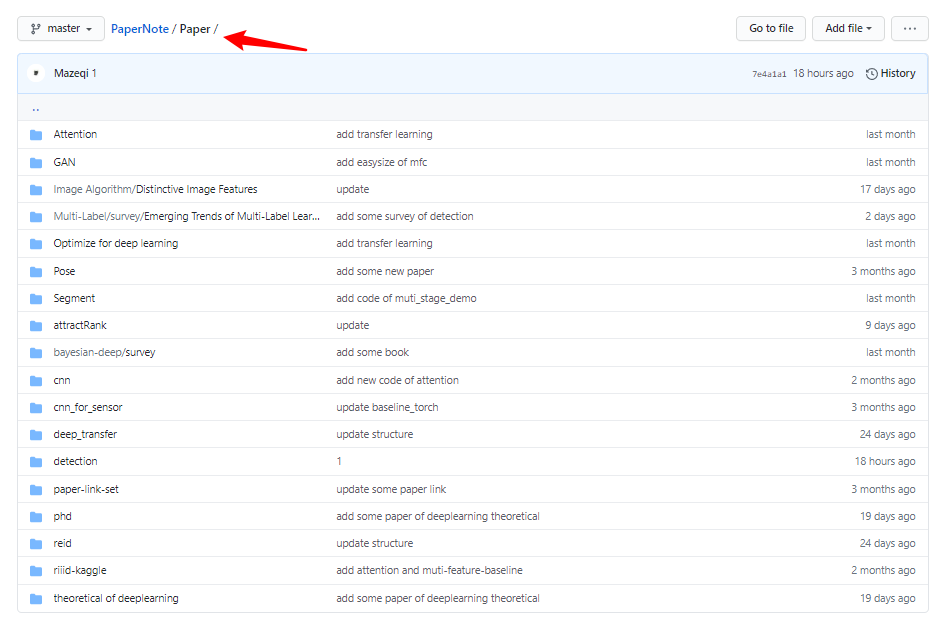 master PaperNote / Paper / Go to file Add file ...
Mazeqi 1 7e4a1a1 18 hours ago History
..
Attention add transfer learning last month
GAN add easysize of mfc last month
Image Algorithm/Distinctive Image Features update 17 days ago
Multi-Label/survey/Emerging Trends of Multi-Label Lear... add some survey of detection 2 days ago
Optimize for deep learning add transfer learning last month
Pose add some new paper 3 months ago
Segment add code of muti_stage_demo last month
attractRank update 9 days ago
bayesian-deep/survey add some book last month
cnn add new code of attention 2 months ago
cnn_for_sensor update baseline_torch 3 months ago
deep_transfer update structure 24 days ago
detection 1 18 hours ago
paper-link-set update some paper link 3 months ago
phd add some paper of deeplearning theoretical 19 days ago
reid update structure 24 days ago
riiid-kaggle add attention and muti-feature-baseline 2 months ago
theoretical of deeplearning add some paper of deeplearning theoretical 19 days ago